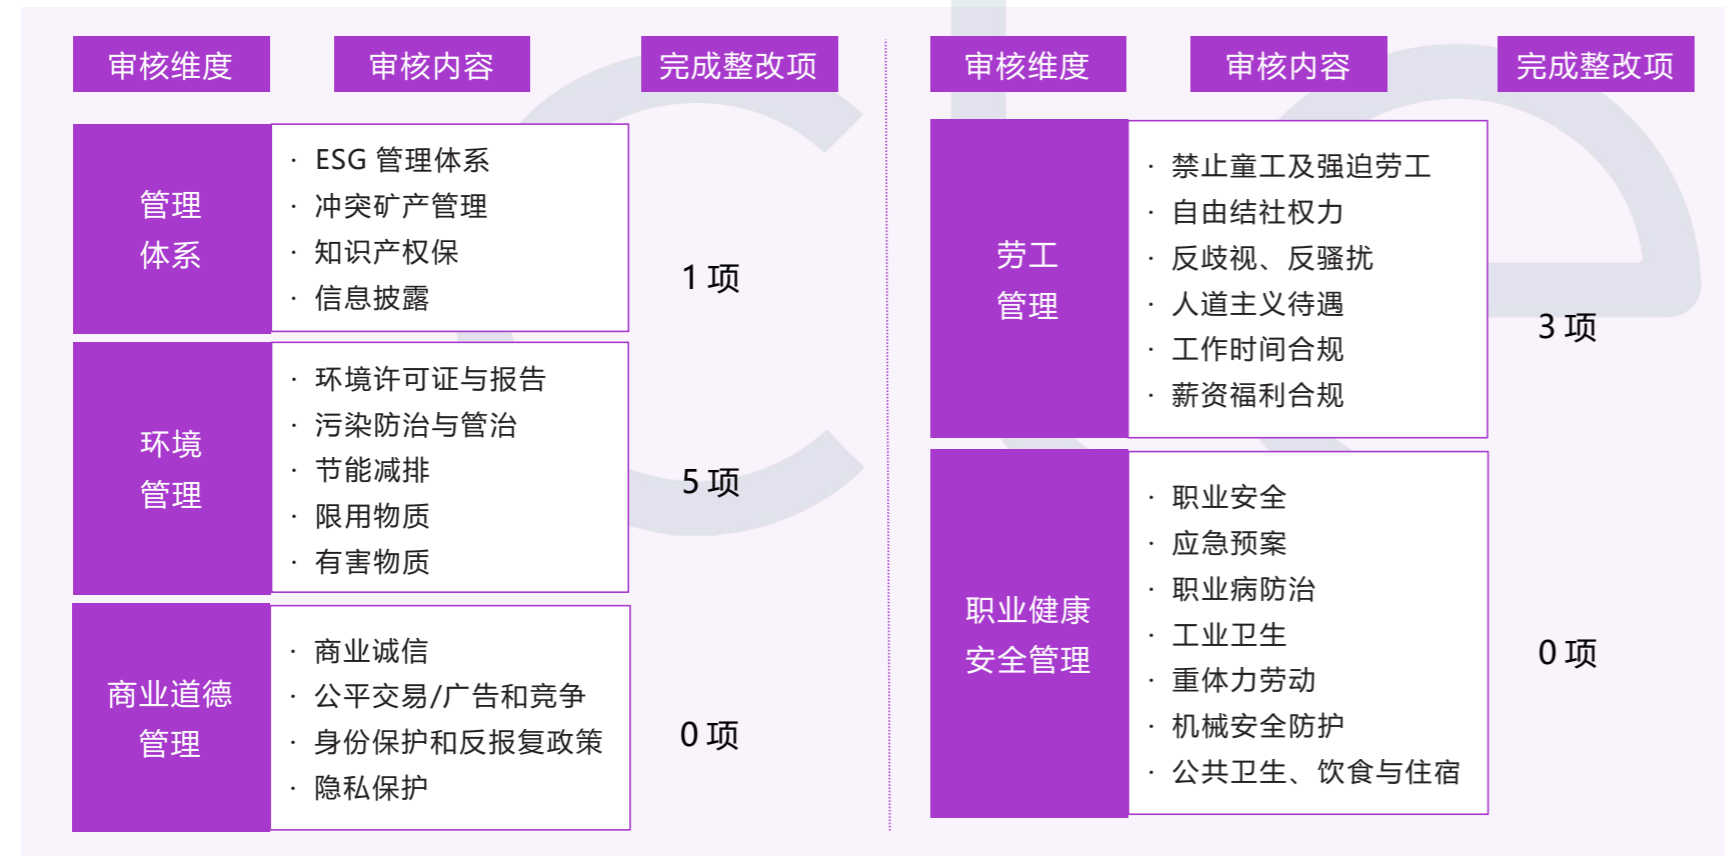 审核维度 审核内容 完成整改项
管理
体系
· ESG 管理体系
· 冲突矿产管理
· 知识产权保
· 信息披露
1 项
环境
管理
· 环境许可证与报告
· 污染防治与管治
· 节能减排
· 限用物质
· 有害物质
5 项
商业道德
管理
· 商业诚信
· 公平交易/广告和竞争
· 身份保护和反报复政策
· 隐私保护
0 项
审核维度 审核内容 完成整改项
劳工
管理
· 禁止童工及强迫劳工
· 自由结社权力
· 反歧视、反骚扰
· 人道主义待遇
· 工作时间合规
· 薪资福利合规
3 项
职业健康
安全管理
· 职业安全
· 应急预案
· 职业病防治
· 工业卫生
· 重体力劳动
· 机械安全防护
· 公共卫生、饮食与住宿
0 项